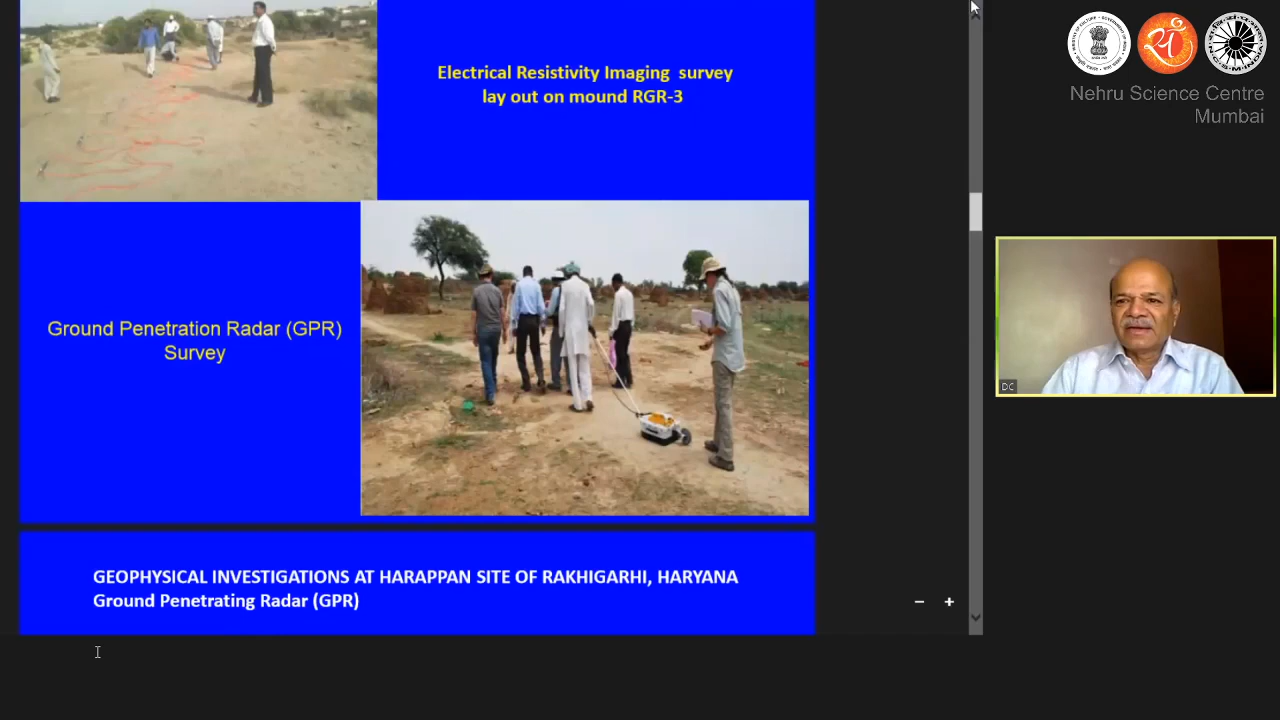 Electrical Resistivity Imaging survey
lay out on mound RGR-3
Ground Penetration Radar (GPR)
Survey
GEOPHYSICAL INVESTIGATIONS AT HARAPPAN SITE OF RAKHIGARHI, HARYANA
Ground Penetrating Radar (GPR)
Nehru Science Centre
Mumbai
DC